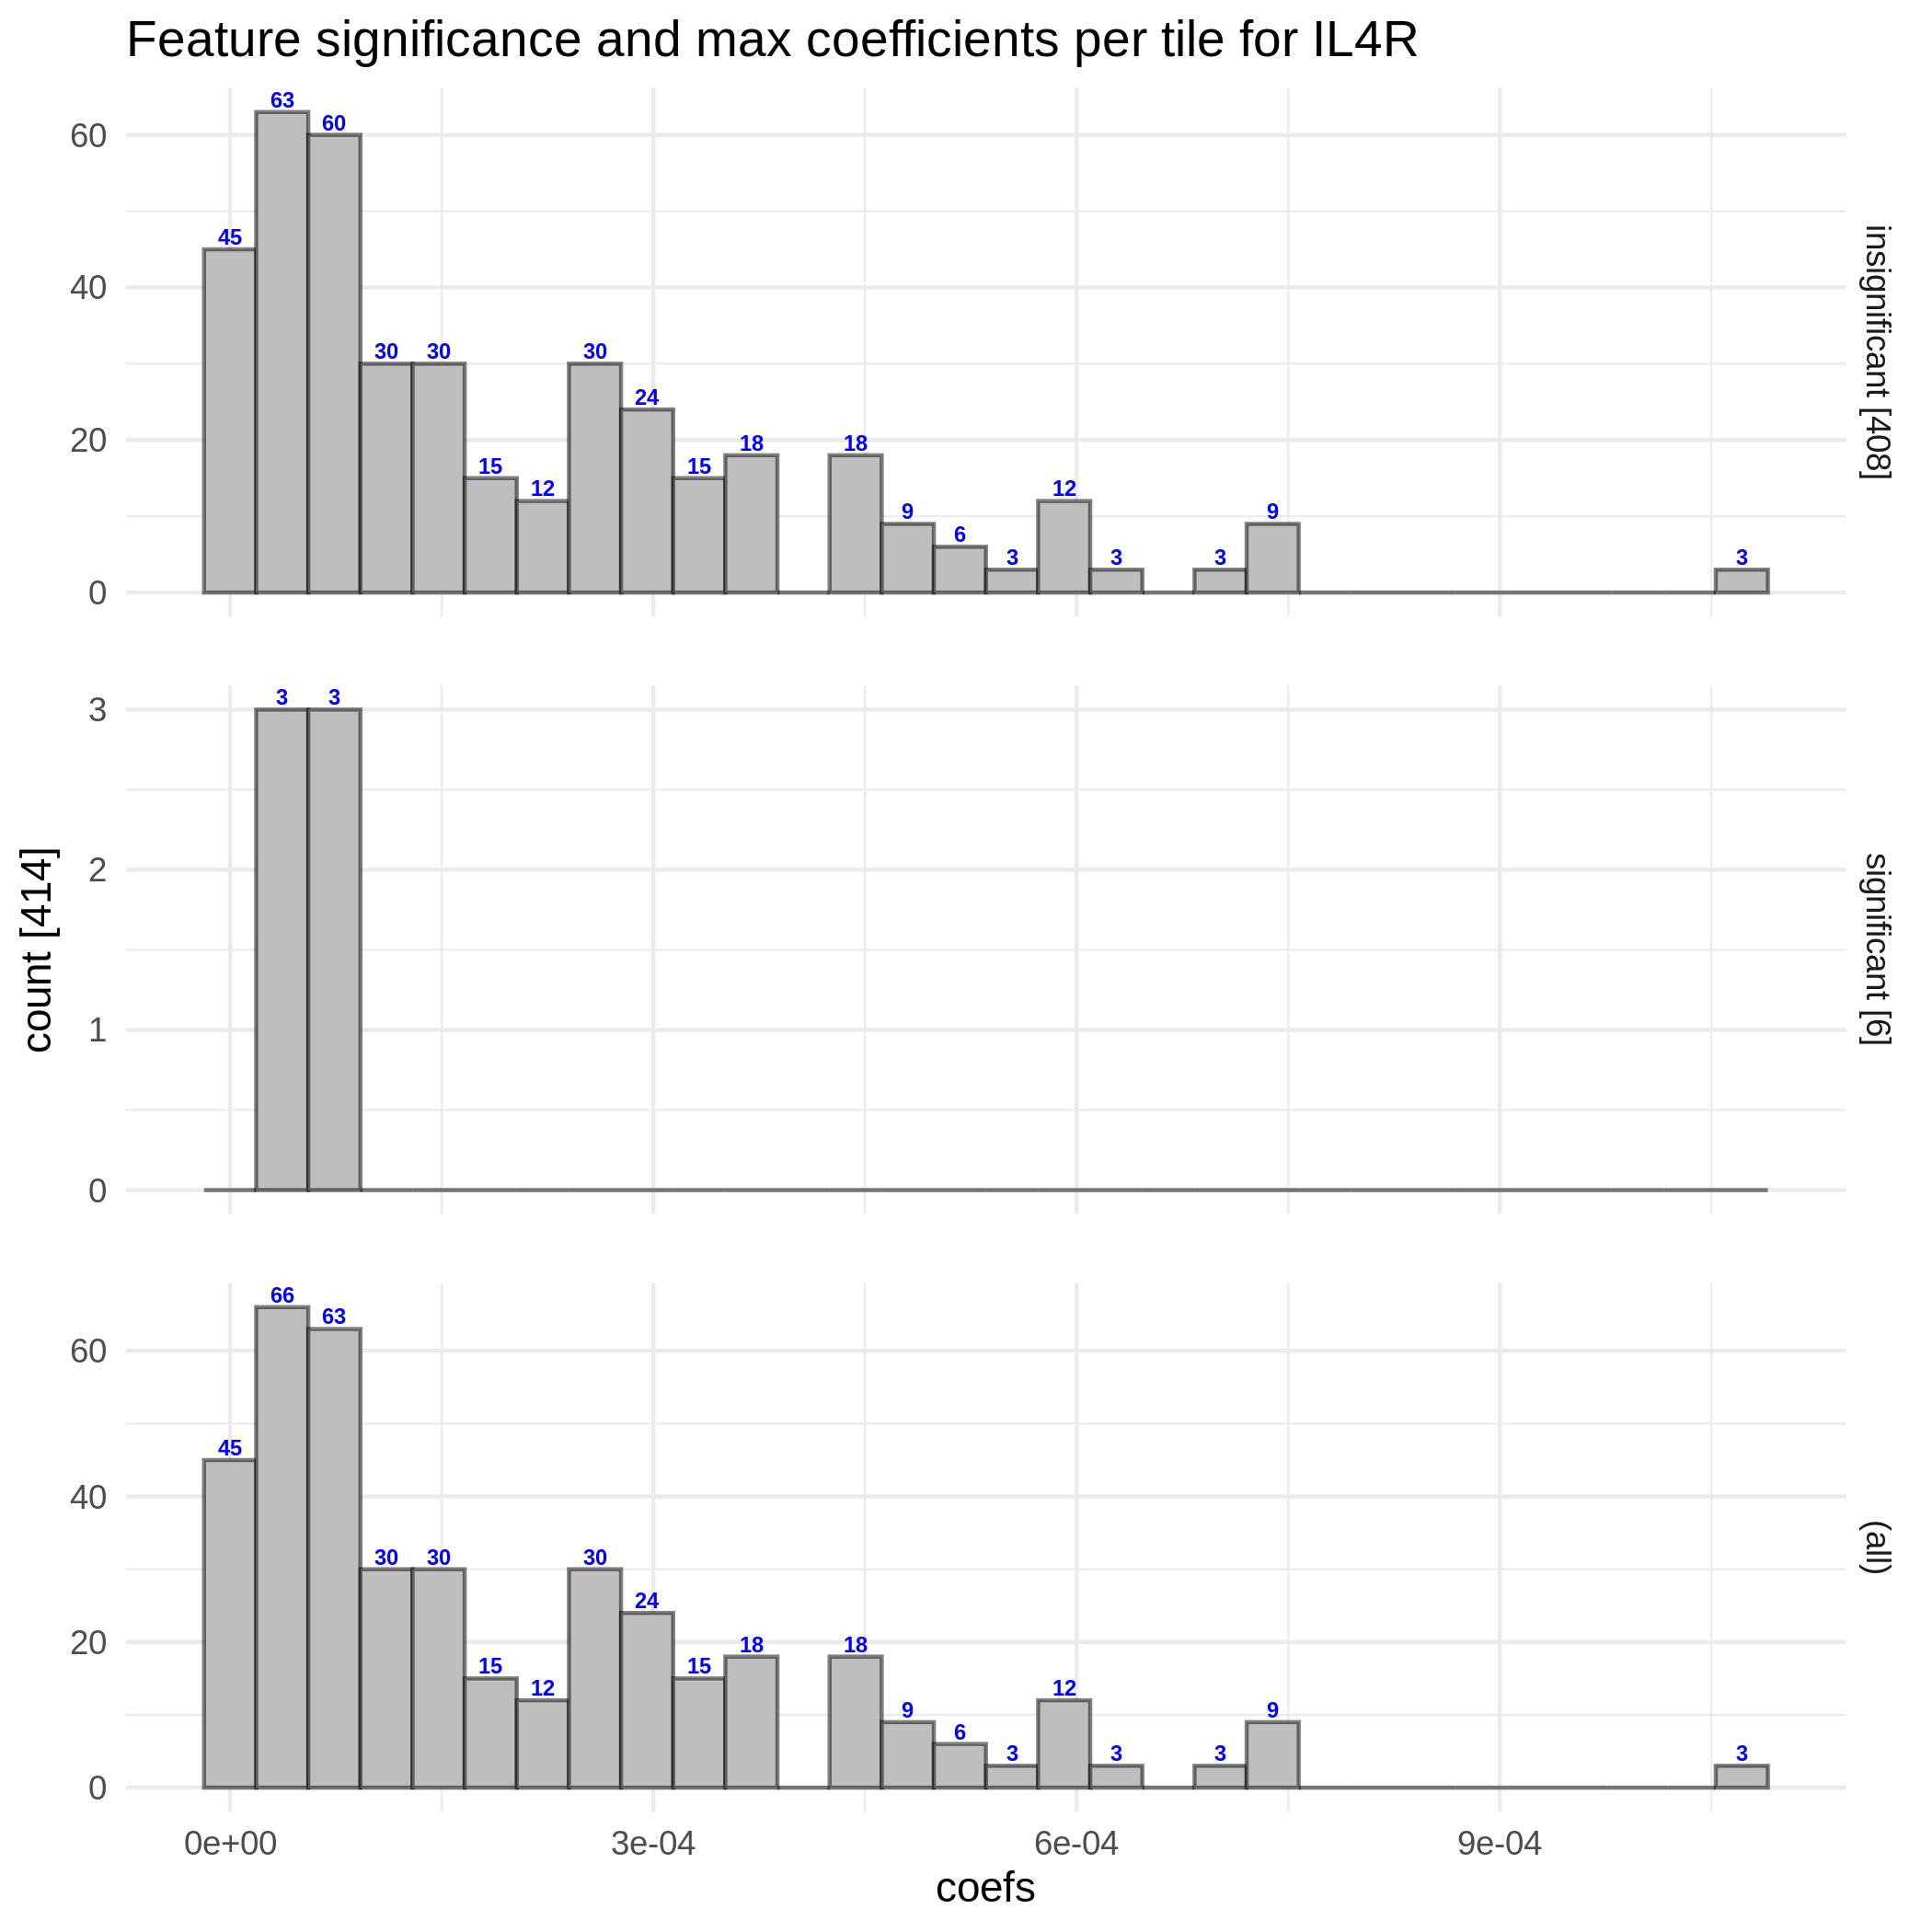 Feature significance and max coefficients per tile for IL4R
63
60
45
30 30 30
24
15 12 15 18 18
9 6 3 12 3 3 9 3
60
40
20
0
insignificant [408]
3 3
3
2
1
0
significant [6]
count [414]
66
63
45
30 30 30
24
15 12 15 18 18
9 6 3 12 3 3 9 3
60
40
20
0
(all)
0e+00 3e-04 6e-04 9e-04
coefs